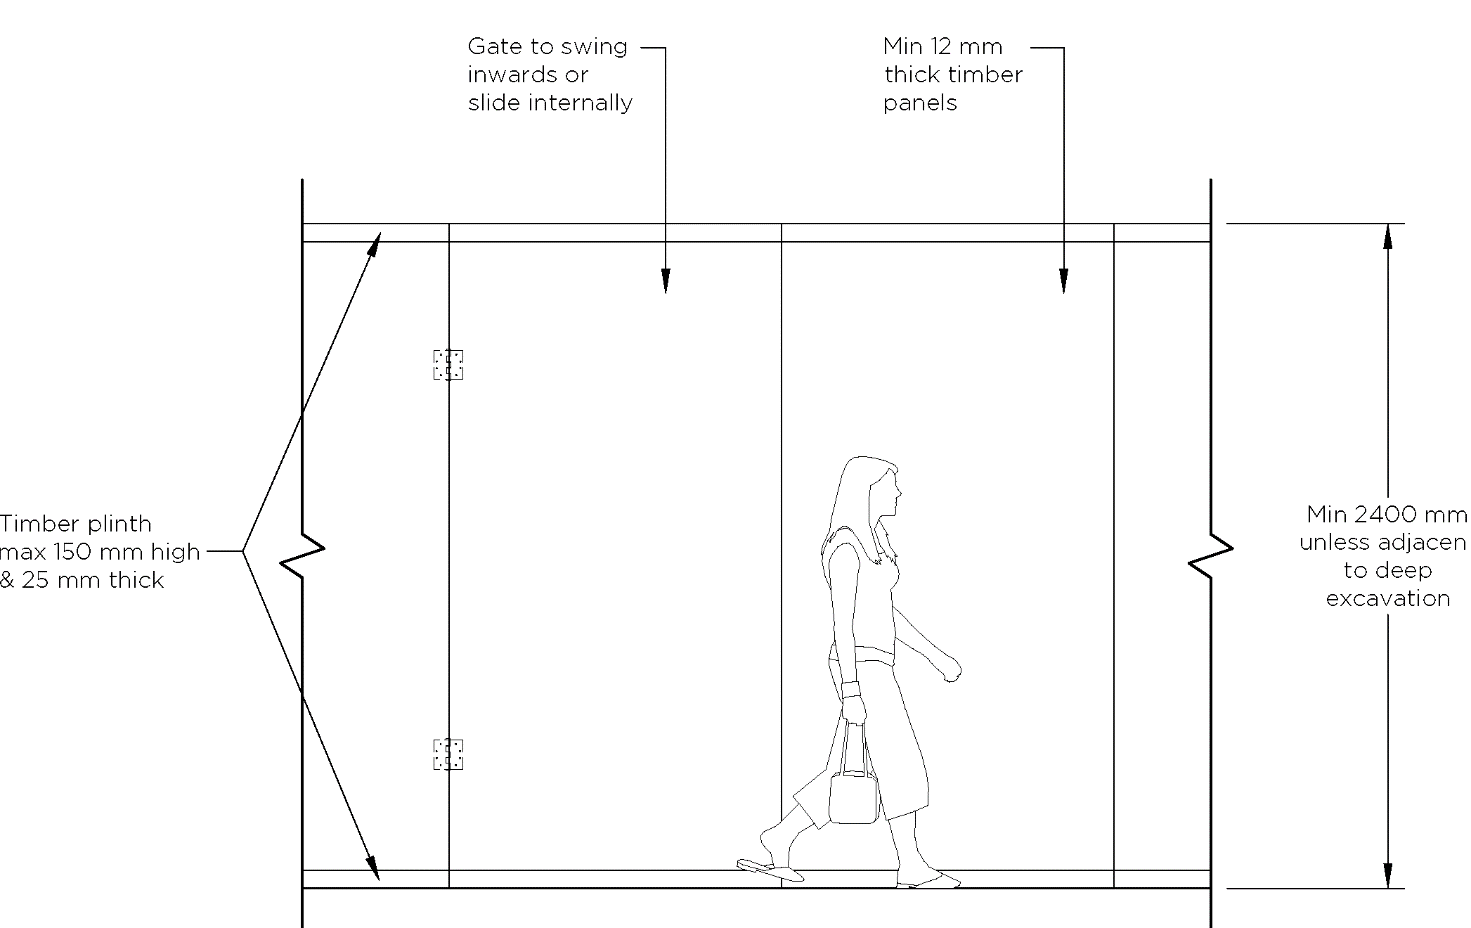 Gate to swing
inwards or
slide internally
Min 12 mm
thick timber
panels
Timber plinth
max 150 mm high
& 25 mm thick
Min 2400 mm
unless adjacen
to deep
excavation